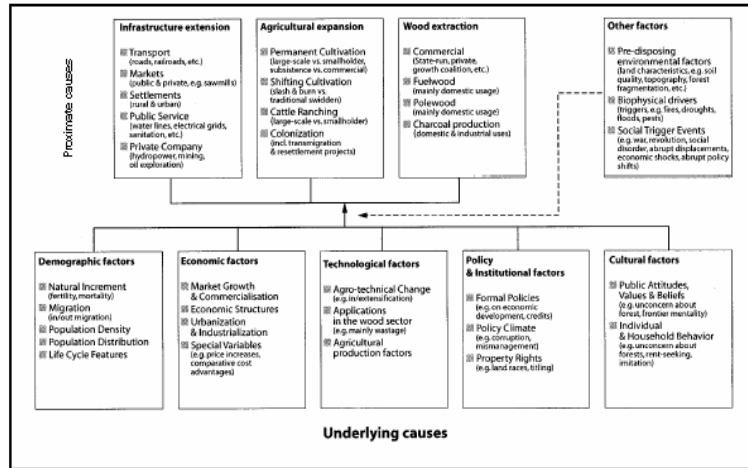 Proximate causes
Infrastructure extension
Transport
(roads, railroads, etc.)
Markets
(public & private, e.g. sawmills)
Settlements
(rural & urban)
Public Service
(water lines, electrical grids,
sanitation, etc.)
Private Company
(hydropower, mining,
oil exploration)
Agricultural expansion
Permanent Cultivation
(large-scale vs. smallholder,
subsistence vs. commercial)
Shifting Cultivation
(slash & burn vs.
traditional swidden)
Cattle Ranching
(large-scale vs. smallholder)
Colonization
(incl. transmigration
& resettlement projects)
Wood extraction
Commercial
(State-run, private,
growth coalition, etc.)
Fuelwood
(mainly domestic usage)
Polewood
(mainly domestic usage)
Charcoal production
(domestic & industrial uses)
Other factors
Pre-disposing
environmental factors
(land characteristics, e.g. soil
quality, topography, forest
fragmentation, etc.)
Biophysical drivers
(triggers, e.g. fires, droughts,
floods, pests)
Social Trigger Events
(e.g. war, revolution, social
disorder, abrupt displacements,
economic shocks, abrupt policy
shifts)
Demographic factors
Natural Increment
(fertility, mortality)
Migration
(in/out migration)
Population Density
Population Distribution
Life Cycle Features
Economic factors
Market Growth
& Commercialisation
Economic Structures
Urbanization
& Industrialization
Special Variables
(e.g. price increases,
comparative cost
advantages)
Technological factors
Agro-technical Change
(e.g. in/extensification)
Applications
in the wood sector
(e.g. mainly wastage)
Agricultural
production factors
Policy
& Institutional factors
Formal Policies
(e.g. on economic
development, credits)
Policy Climate
(e.g. corruption,
mismanagement)
Property Rights
(e.g. land races, titling)
Cultural factors
Public Attitudes,
Values & Beliefs
(e.g. unconcern about
forest, frontier mentality)
Individual
& Household Behavior
(e.g. unconcern about
forests, rent-seeking,
imitation)
Underlying causes